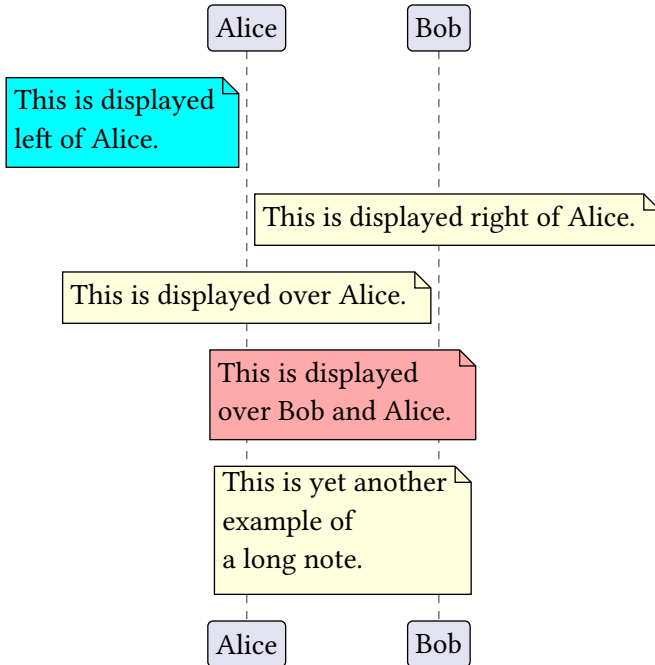 Alice
Bob
This is displayed
left of Alice.
This is displayed right of Alice.
This is displayed over Alice.
This is displayed
over Bob and Alice.
This is yet another
example of
a long note.
Alice
Bob